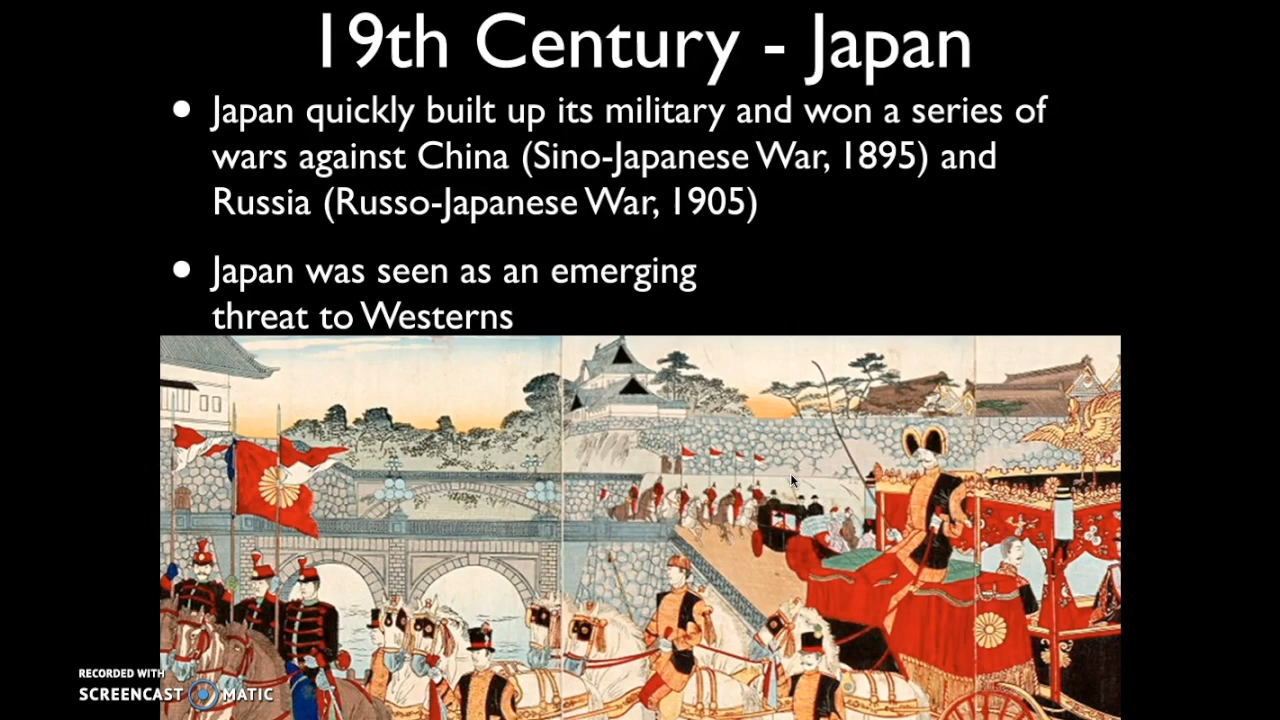 19th Century - Japan
• Japan quickly built up its military and won a series of
wars against China (Sino-Japanese War, 1895) and
Russia (Russo-Japanese War, 1905)
• Japan was seen as an emerging
threat to Westerns
RECORDED WITH
SCREENCAST MATIC